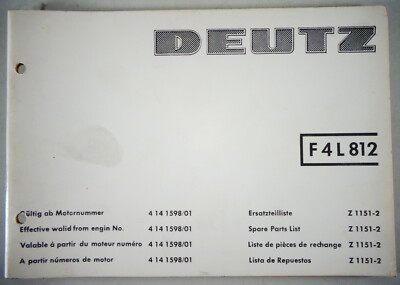 DEUTZ
F4L812
Gültig ab Motornummer 4 14 1598/01
Effective walid from engin No. 4 14 1598/01
Valable à partir du moteur numéro 4 14 1598/01
A partir números de motor 4 14 1598/01
Ersatzteilliste Z 1151-2
Spare Parts List Z 1151-2
Liste de pièces de rechange Z 1151-2
Lista de Repuestos Z 1151-2